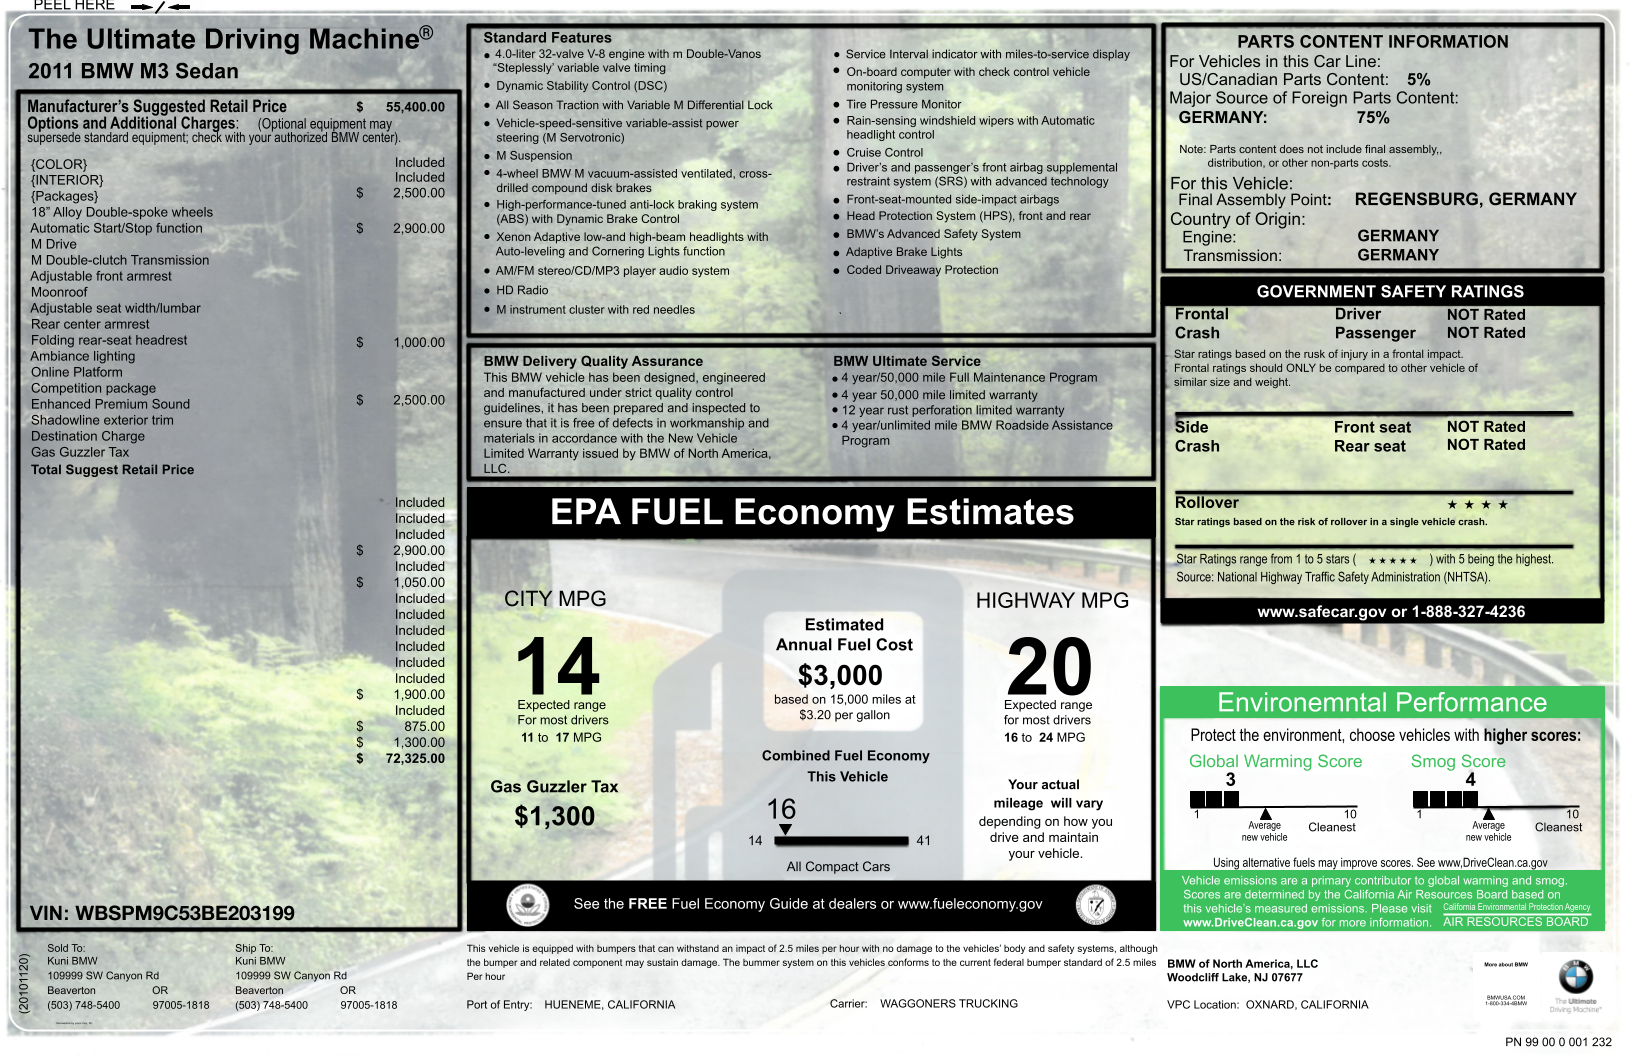 PEEL HERE
The Ultimate Driving Machine®
2011 BMW M3 Sedan
Manufacturer’s Suggested Retail Price $ 55,400.00
Options and Additional Charges: (Optional equipment may
supersede standard equipment; check with your authorized BMW center).
{COLOR} Included
{INTERIOR} Included
{Packages} $ 2,500.00
18” Alloy Double-spoke wheels
Automatic Start/Stop function $ 2,900.00
M Drive
M Double-clutch Transmission
Adjustable front armrest
Moonroof
Adjustable seat width/lumbar
Rear center armrest
Folding rear-seat headrest $ 1,000.00
Ambiance lighting
Online Platform
Competition package
Enhanced Premium Sound $ 2,500.00
Shadowline exterior trim
Destination Charge
Gas Guzzler Tax
Total Suggest Retail Price
Included
Included
Included
$ 2,900.00
Included
$ 1,050.00
Included
Included
Included
Included
Included
Included
$ 1,900.00
Included
$ 875.00
$ 1,300.00
$ 72,325.00
VIN: WBSPM9C53BE203199
Standard Features
• 4.0-liter 32-valve V-8 engine with m Double-Vanos
“Steplessly’ variable valve timing
• Dynamic Stability Control (DSC)
• All Season Traction with Variable M Differential Lock
• Vehicle-speed-sensitive variable-assist power
steering (M Servotronic)
• M Suspension
• 4-wheel BMW M vacuum-assisted ventilated, cross-
drilled compound disk brakes
• High-performance-tuned anti-lock braking system
(ABS) with Dynamic Brake Control
• Xenon Adaptive low-and high-beam headlights with
Auto-leveling and Cornering Lights function
• AM/FM stereo/CD/MP3 player audio system
• HD Radio
• M instrument cluster with red needles
• Service Interval indicator with miles-to-service display
• On-board computer with check control vehicle
monitoring system
• Tire Pressure Monitor
• Rain-sensing windshield wipers with Automatic
headlight control
• Cruise Control
• Driver’s and passenger’s front airbag supplemental
restraint system (SRS) with advanced technology
• Front-seat-mounted side-impact airbags
• Head Protection System (HPS), front and rear
• BMW’s Advanced Safety System
• Adaptive Brake Lights
• Coded Driveaway Protection
.
BMW Delivery Quality Assurance
This BMW vehicle has been designed, engineered
and manufactured under strict quality control
guidelines, it has been prepared and inspected to
ensure that it is free of defects in workmanship and
materials in accordance with the New Vehicle
Limited Warranty issued by BMW of North America,
LLC.
BMW Ultimate Service
• 4 year/50,000 mile Full Maintenance Program
• 4 year 50,000 mile limited warranty
• 12 year rust perforation limited warranty
• 4 year/unlimited mile BMW Roadside Assistance
Program
EPA FUEL Economy Estimates
CITY MPG
14
Expected range
For most drivers
11 to 17 MPG
Gas Guzzler Tax
$1,300
Estimated
Annual Fuel Cost
$3,000
based on 15,000 miles at
$3.20 per gallon
Combined Fuel Economy
This Vehicle
16
14 41
All Compact Cars
HIGHWAY MPG
20
Expected range
for most drivers
16 to 24 MPG
Your actual
mileage will vary
depending on how you
drive and maintain
your vehicle.
See the FREE Fuel Economy Guide at dealers or www.fueleconomy.gov
PARTS CONTENT INFORMATION
For Vehicles in this Car Line:
US/Canadian Parts Content: 5%
Major Source of Foreign Parts Content:
GERMANY: 75%
Note: Parts content does not include final assembly,,
distribution, or other non-parts costs.
For this Vehicle:
Final Assembly Point: REGENSBURG, GERMANY
Country of Origin:
Engine: GERMANY
Transmission: GERMANY
GOVERNMENT SAFETY RATINGS
Frontal Driver NOT Rated
Crash Passenger NOT Rated
Star ratings based on the rusk of injury in a frontal impact.
Frontal ratings should ONLY be compared to other vehicle of
similar size and weight.
Side Front seat NOT Rated
Crash Rear seat NOT Rated
Rollover ★ ★ ★ ★
Star ratings based on the risk of rollover in a single vehicle crash.
Star Ratings range from 1 to 5 stars ( ★★★★★ ) with 5 being the highest.
Source: National Highway Traffic Safety Administration (NHTSA).
www.safecar.gov or 1-888-327-4236
Environemntal Performance
Protect the environment, choose vehicles with higher scores:
Global Warming Score Smog Score
3 4
1 10 1 10
Average Cleanest Average Cleanest
new vehicle new vehicle
Using alternative fuels may improve scores. See www,DriveClean.ca.gov
Vehicle emissions are a primary contributor to global warming and smog.
Scores are determined by the California Air Resources Board based on
this vehicle’s measured emissions. Please visit California Environmental Protection Agency
www.DriveClean.ca.gov for more information. AIR RESOURCES BOARD
(20101120)
Sold To: Ship To:
Kuni BMW Kuni BMW
109999 SW Canyon Rd 109999 SW Canyon Rd
Beaverton OR Beaverton OR
(503) 748-5400 97005-1818 (503) 748-5400 97005-1818
This vehicle is equipped with bumpers that can withstand an impact of 2.5 miles per hour with no damage to the vehicles’ body and safety systems, although
the bumper and related component may sustain damage. The bummer system on this vehicles conforms to the current federal bumper standard of 2.5 miles
Per hour
Port of Entry: HUENEME, CALIFORNIA Carrier: WAGGONERS TRUCKING
BMW of North America, LLC
Woodcliff Lake, NJ 07677
VPC Location: OXNARD, CALIFORNIA
More about BMW
BMWUSA.COM
1-800-334-4BMW
BMW
The Ultimate
Driving Machine®
PN 99 00 0 001 232